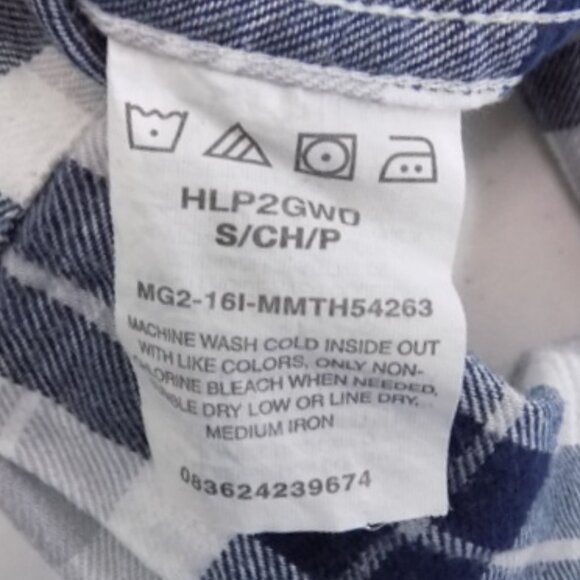 HLP2GW0
S/CH/P
MG2-16I-MMTH54263
MACHINE WASH COLD INSIDE OUT
WITH LIKE COLORS, ONLY NON-
CHLORINE BLEACH WHEN NEEDED,
TUMBLE DRY LOW OR LINE DRY,
MEDIUM IRON
083624239674